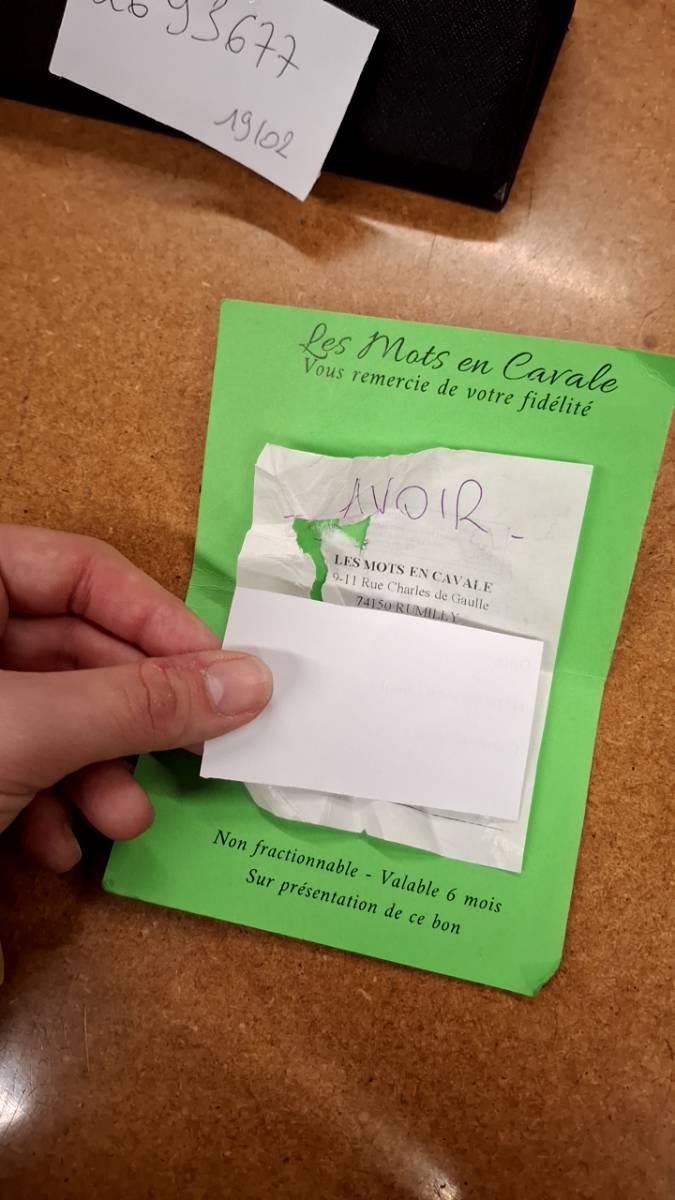 93677
19/02
Les Mots en Cavale
Vous remercie de votre fidélité
- AVOIR -
LES MOTS EN CAVALE
9-11 Rue Charles de Gaulle
74150 RUMILLY
Non fractionnable - Valable 6 mois
Sur présentation de ce bon